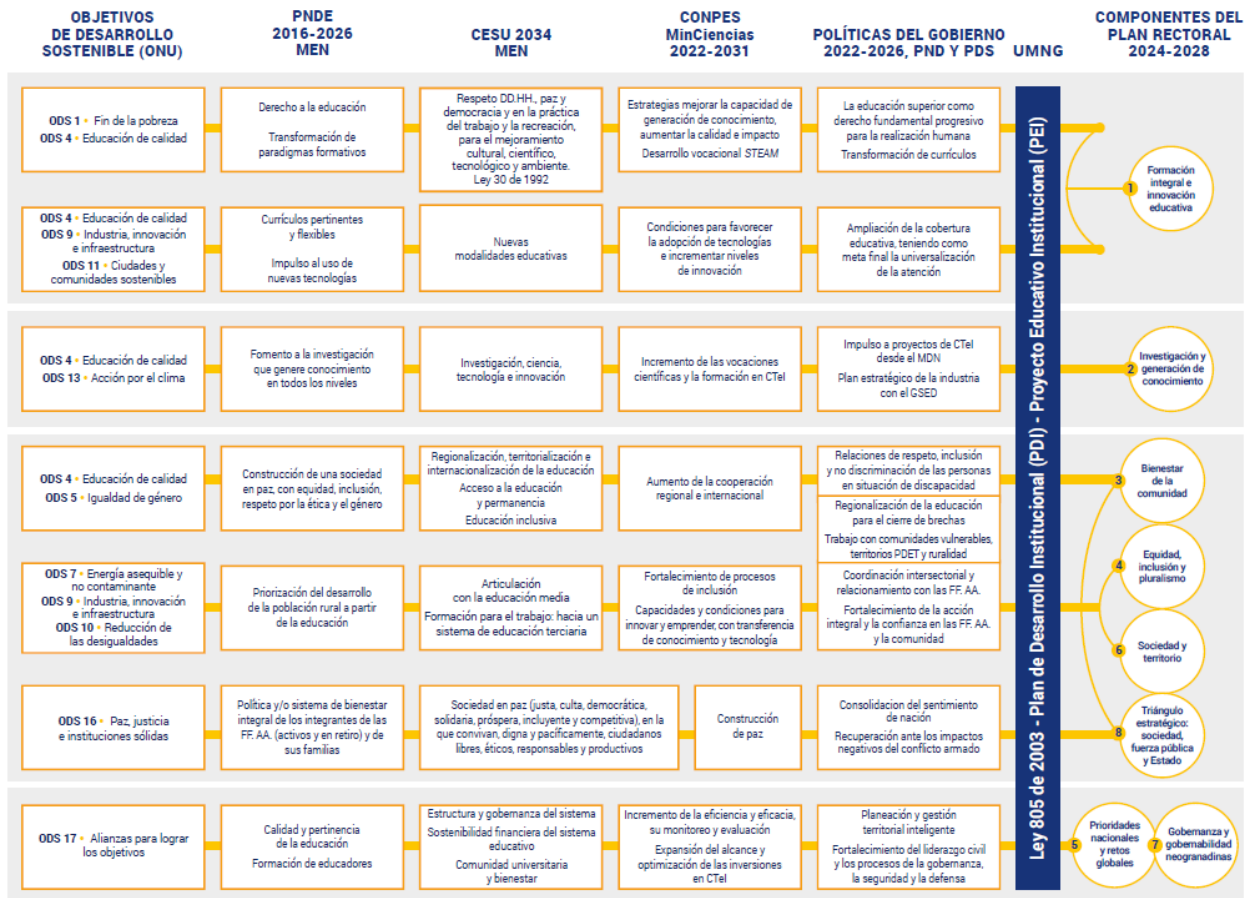 OBJETIVOS
DE DESARROLLO
SOSTENIBLE (ONU)
PNDE
2016-2026
MEN
CESU 2034
MEN
CONPES
MinCiencias
2022-2031
POLÍTICAS DEL GOBIERNO
2022-2026, PND Y PDS
UMNG
COMPONENTES DEL
PLAN RECTORAL
2024-2028
ODS 1 • Fin de la pobreza
ODS 4 • Educación de calidad
Derecho a la educación
Transformación de
paradigmas formativos
Respeto DD.HH., paz y
democracia y en la práctica
del trabajo y la recreación,
para el mejoramiento
cultural, científico,
tecnológico y ambiente.
Ley 30 de 1992
Estrategias mejorar la capacidad de
generación de conocimiento,
aumentar la calidad e impacto
Desarrollo vocacional STEAM
La educación superior como
derecho fundamental progresivo
para la realización humana
Transformación de currículos
ODS 4 • Educación de calidad
ODS 9 • Industria, innovación
e infraestructura
ODS 11 • Ciudades y
comunidades sostenibles
Currículos pertinentes
y flexibles
Impulso al uso de
nuevas tecnologías
Nuevas
modalidades educativas
Condiciones para favorecer
la adopción de tecnologías
e incrementar niveles
de innovación
Ampliación de la cobertura
educativa, teniendo como
meta final la universalización
de la atención
1
Formación
integral e
innovación
educativa
ODS 4 • Educación de calidad
ODS 13 • Acción por el clima
Fomento a la investigación
que genere conocimiento
en todos los niveles
Investigación, ciencia,
tecnología e innovación
Incremento de las vocaciones
científicas y la formación en CTeI
Impulso a proyectos de CTeI
desde el MDN
Plan estratégico de la industria
con el GSED
2
Investigación y
generación de
conocimiento
ODS 4 • Educación de calidad
ODS 5 • Igualdad de género
Construcción de una sociedad
en paz, con equidad, inclusión,
respeto por la ética y el género
Regionalización, territorialización e
internacionalización de la educación
Acceso a la educación
y permanencia
Educación inclusiva
Aumento de la cooperación
regional e internacional
Relaciones de respeto, inclusión
y no discriminación de las personas
en situación de discapacidad
Regionalización de la educación
para el cierre de brechas
Trabajo con comunidades vulnerables,
territorios PDET y ruralidad
3
Bienestar
de la
comunidad
ODS 7 • Energía asequible y
no contaminante
ODS 9 • Industria, innovación
e infraestructura
ODS 10 • Reducción de
las desigualdades
Priorización del desarrollo
de la población rural a partir
de la educación
Articulación
con la educación media
Formación para el trabajo: hacia un
sistema de educación terciaria
Fortalecimiento de procesos
de inclusión
Capacidades y condiciones para
innovar y emprender, con transferencia
de conocimiento y tecnología
Coordinación intersectorial y
relacionamiento con las FF. AA.
Fortalecimiento de la acción
integral y la confianza en las FF. AA.
y la comunidad
4
Equidad,
inclusión y
pluralismo
6
Sociedad y
territorio
ODS 16 • Paz, justicia
e instituciones sólidas
Política y/o sistema de bienestar
integral de los integrantes de las
FF. AA. (activos y en retiro) y de
sus familias
Sociedad en paz (justa, culta, democrática,
solidaria, próspera, incluyente y competitiva), en la
que convivan, digna y pacíficamente, ciudadanos
libres, éticos, responsables y productivos
Construcción
de paz
Consolidacion del sentimiento
de nación
Recuperación ante los impactos
negativos del conflicto armado
8
Triángulo
estratégico:
sociedad,
fuerza pública
y Estado
ODS 17 • Alianzas para lograr
los objetivos
Calidad y pertinencia
de la educación
Formación de educadores
Estructura y gobernanza del sistema
Sostenibilidad financiera del sistema
educativo
Comunidad universitaria
y bienestar
Incremento de la eficiencia y eficacia,
su monitoreo y evaluación
Expansión del alcance y
optimización de las inversiones
en CTeI
Planeación y gestión
territorial inteligente
Fortalecimiento del liderazgo civil
y los procesos de la gobernanza,
la seguridad y la defensa
5
Prioridades
nacionales
y retos
globales
7
Gobernanza y
gobernabilidad
neogranadinas
Ley 805 de 2003 - Plan de Desarrollo Institucional (PDI) - Proyecto Educativo Institucional (PEI)